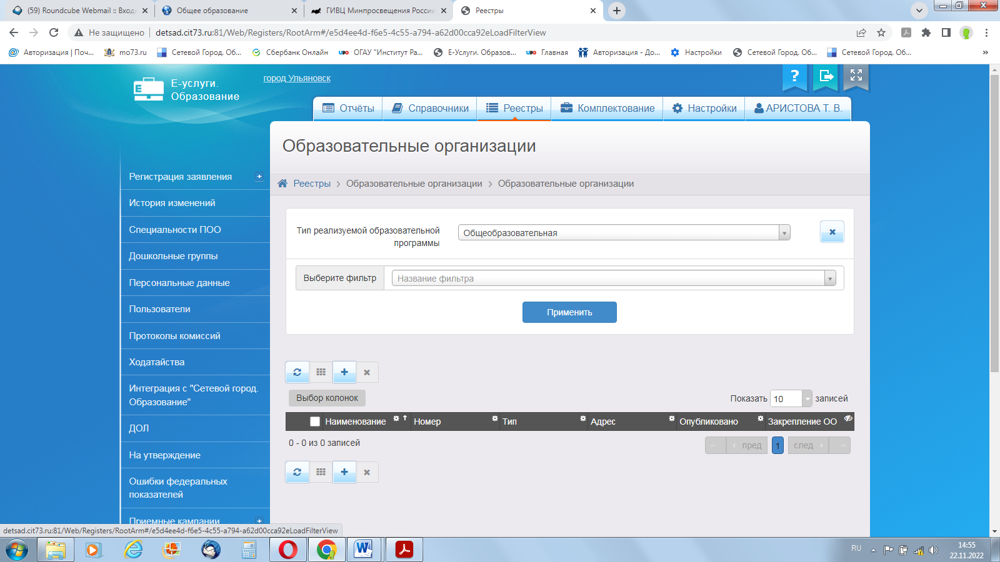 (59) Roundcube Webmail :: Входя
Общее образование
ГИВЦ Минпросвещения России
Реестры
Не защищено
detsad.cit73.ru:81/Web/Registers/RootArm#/e5d4ee4d-f6e5-4c55-a794-a62d00cca92eLoadFilterView
Авторизация | Поч...
mo73.ru
Сетевой Город. Об...
Сбербанк Онлайн
ОГАУ "Институт Ра...
Е-Услуги. Образов...
Главная
Авторизация - До...
Настройки
Сетевой Город. Об...
Сетевой Город. Об...
»
Е-услуги.
Образование
город Ульяновск
?
Отчёты
Справочники
Реестры
Комплектование
Настройки
АРИСТОВА Т. В.
Образовательные организации
Реестры > Образовательные организации > Образовательные организации
Регистрация заявления
История изменений
Специальности ПОО
Дошкольные группы
Персональные данные
Пользователи
Протоколы комиссий
Ходатайства
Интеграция с "Сетевой город.
Образование"
ДОЛ
На утверждение
Ошибки федеральных
показателей
Приемные кампании
Тип реализуемой образовательной
программы
Общеобразовательная
Выберите фильтр
Название фильтра
Применить
Выбор колонок
Показать 10 записей
Наименование
Номер
Тип
Адрес
Опубликовано
Закрепление ОО
0 - 0 из 0 записей
пред 1 след
detsad.cit73.ru:81/Web/Registers/RootArm#/e5d4ee4d-f6e5-4c55-a794-a62d00cca92eLoadFilterView
RU
14:55
22.11.2022